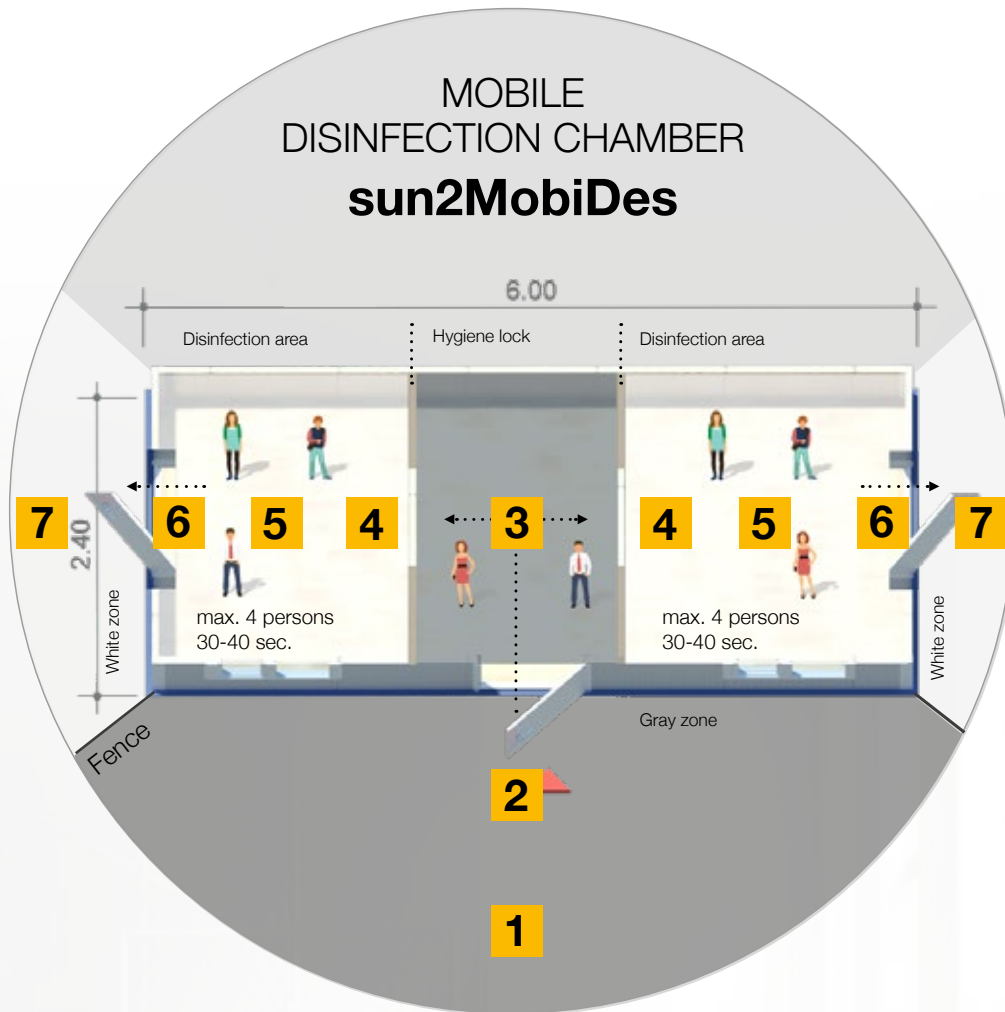 MOBILE
DISINFECTION CHAMBER
sun2MobiDes
6.00
Disinfection area
Hygiene lock
Disinfection area
7
2.40
6
5
4
3
4
5
6
7
max. 4 persons
30-40 sec.
max. 4 persons
30-40 sec.
White zone
White zone
Fence
Gray zone
2
1